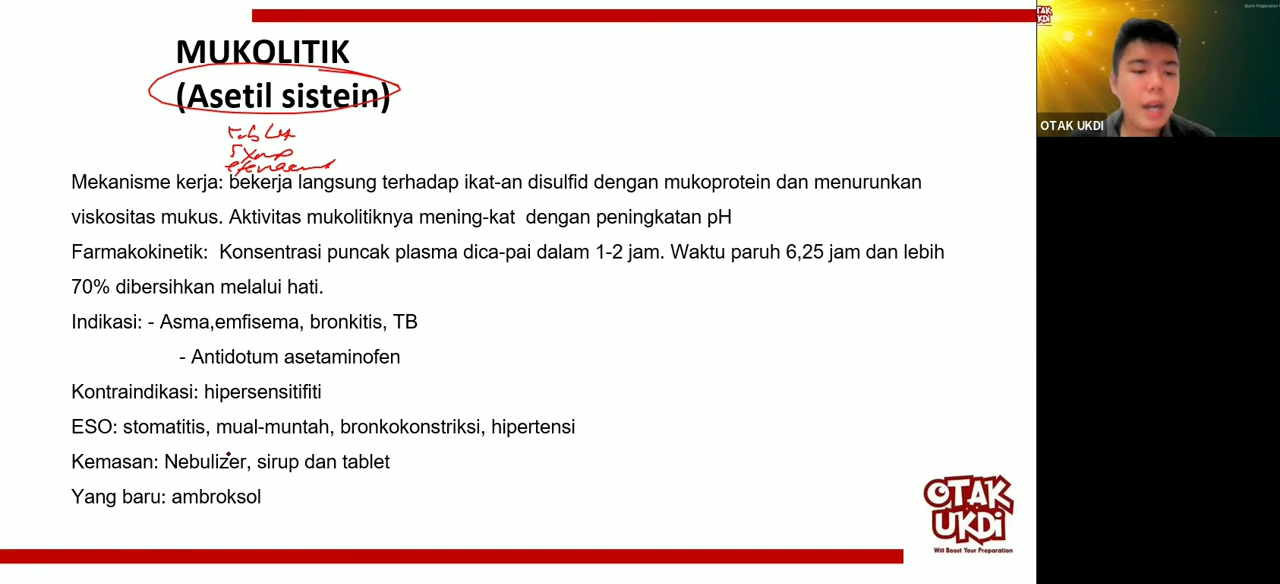 MUKOLITIK
(Asetil sistein)
Tablet
Syrup
Mekanisme kerja: bekerja langsung terhadap ikat-an disulfid dengan mukoprotein dan menurunkan
viskositas mukus. Aktivitas mukolitiknya mening-kat dengan peningkatan pH
Farmakokinetik: Konsentrasi puncak plasma dica-pai dalam 1-2 jam. Waktu paruh 6,25 jam dan lebih
70% dibersihkan melalui hati.
Indikasi: - Asma,emfisema, bronkitis, TB
- Antidotum asetaminofen
Kontraindikasi: hipersensitifiti
ESO: stomatitis, mual-muntah, bronkokonstriksi, hipertensi
Kemasan: Nebulizer, sirup dan tablet
Yang baru: ambroksol
OTAK
UKDI
Will Boost Your Preparation
OTAK UKDI